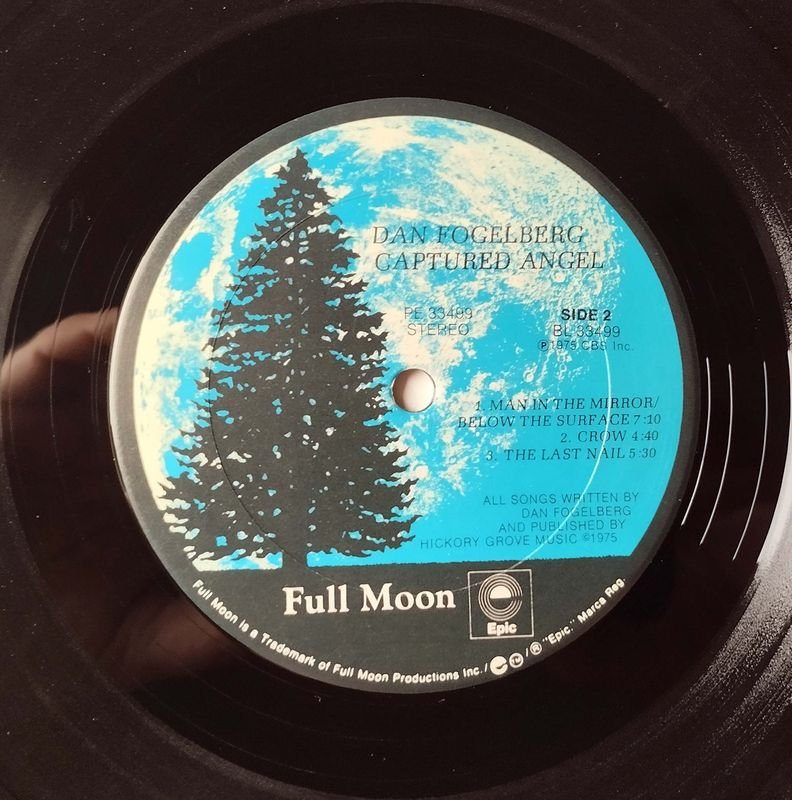 DAN FOGELBERG
CAPTURED ANGEL
PE 33499
STEREO
SIDE 2
BL 33499
Ⓟ1975 CBS Inc.
1. MAN IN THE MIRROR/
BELOW THE SURFACE 7:10
2. CROW 4:40
3. THE LAST NAIL 5:30
ALL SONGS WRITTEN BY
DAN FOGELBERG
AND PUBLISHED BY
HICKORY GROVE MUSIC ©1975
Full Moon
Epic
Full Moon is a Trademark of Full Moon Productions Inc./ / ® "Epic." Marca Reg.